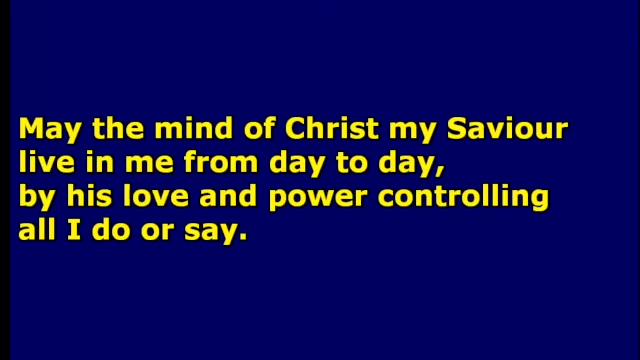 May the mind of Christ my Saviour
live in me from day to day,
by his love and power controlling
all I do or say.